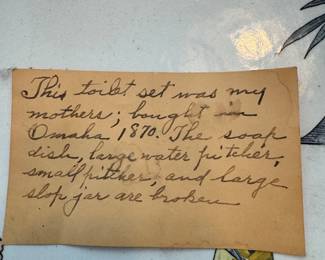 This toilet set was my
mothers; bought in
Omaha 1870. The soap
dish, large water pitcher,
small pitcher, and large
slop jar are broken